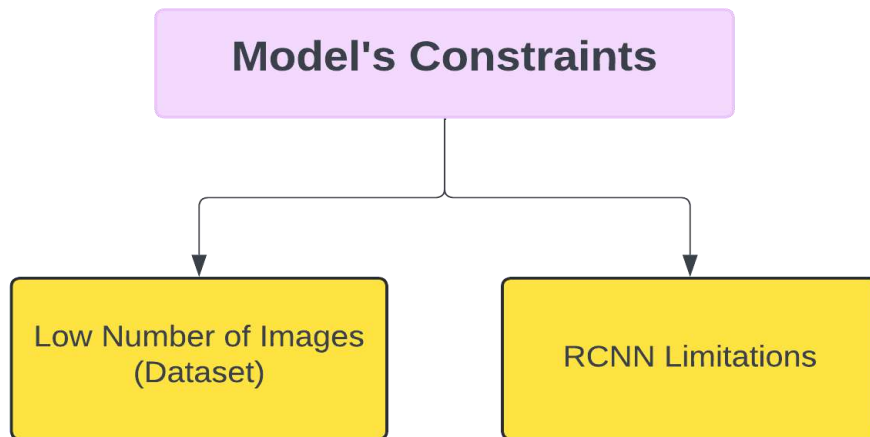 Model's Constraints
Low Number of Images
(Dataset)
RCNN Limitations